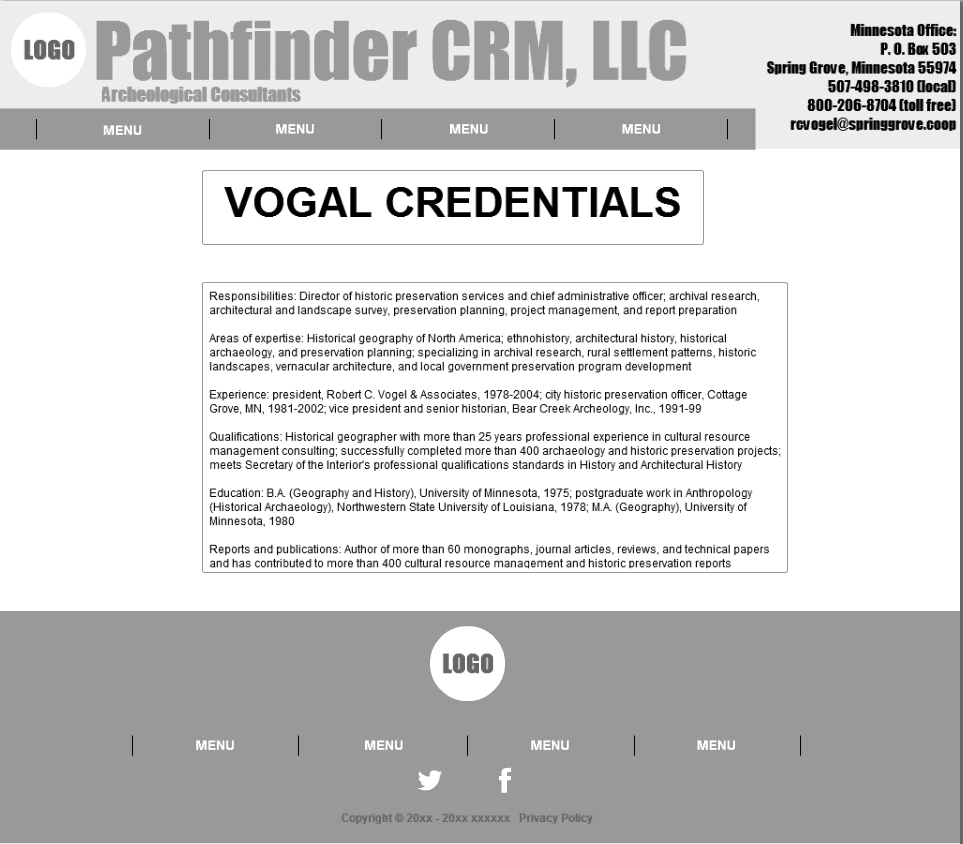 LOGO
Pathfinder CRM, LLC
Archeological Consultants
Minnesota Office:
P. O. Box 503
Spring Grove, Minnesota 55974
507-498-3810 (local)
800-206-8704 (toll free)
rcvogel@springgrove.coop
MENU MENU MENU MENU
VOGAL CREDENTIALS
Responsibilities: Director of historic preservation services and chief administrative officer; archival research,
architectural and landscape survey, preservation planning, project management, and report preparation
Areas of expertise: Historical geography of North America; ethnohistory, architectural history, historical
archaeology, and preservation planning; specializing in archival research, rural settlement patterns, historic
landscapes, vernacular architecture, and local government preservation program development
Experience: president, Robert C. Vogel & Associates, 1978-2004; city historic preservation officer, Cottage
Grove, MN, 1981-2002; vice president and senior historian, Bear Creek Archeology, Inc., 1991-99
Qualifications: Historical geographer with more than 25 years professional experience in cultural resource
management consulting; successfully completed more than 400 archaeology and historic preservation projects;
meets Secretary of the Interior's professional qualifications standards in History and Architectural History
Education: B.A. (Geography and History), University of Minnesota, 1975; postgraduate work in Anthropology
(Historical Archaeology), Northwestern State University of Louisiana, 1978; M.A. (Geography), University of
Minnesota, 1980
Reports and publications: Author of more than 60 monographs, journal articles, reviews, and technical papers
and has contributed to more than 400 cultural resource management and historic preservation reports
LOGO
MENU MENU MENU MENU
Copyright © 20xx - 20xx xxxxxx Privacy Policy